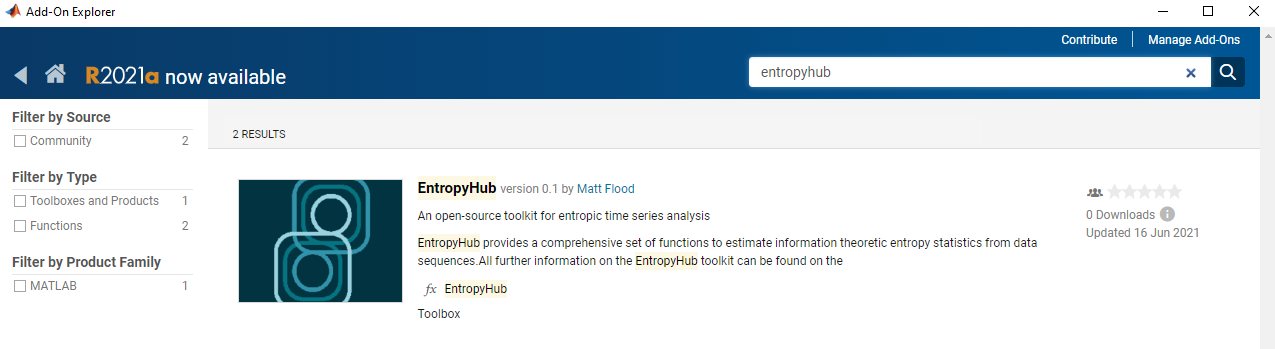 Add-On Explorer
Contribute
Manage Add-Ons
R2021a now available
entropyhub
Filter by Source
Community 2
Filter by Type
Toolboxes and Products 1
Functions 2
Filter by Product Family
MATLAB 1
2 RESULTS
EntropyHub version 0.1 by Matt Flood
An open-source toolkit for entropic time series analysis
EntropyHub provides a comprehensive set of functions to estimate information theoretic entropy statistics from data
sequences.All further information on the EntropyHub toolkit can be found on the
fx EntropyHub
Toolbox
0 Downloads
Updated 16 Jun 2021